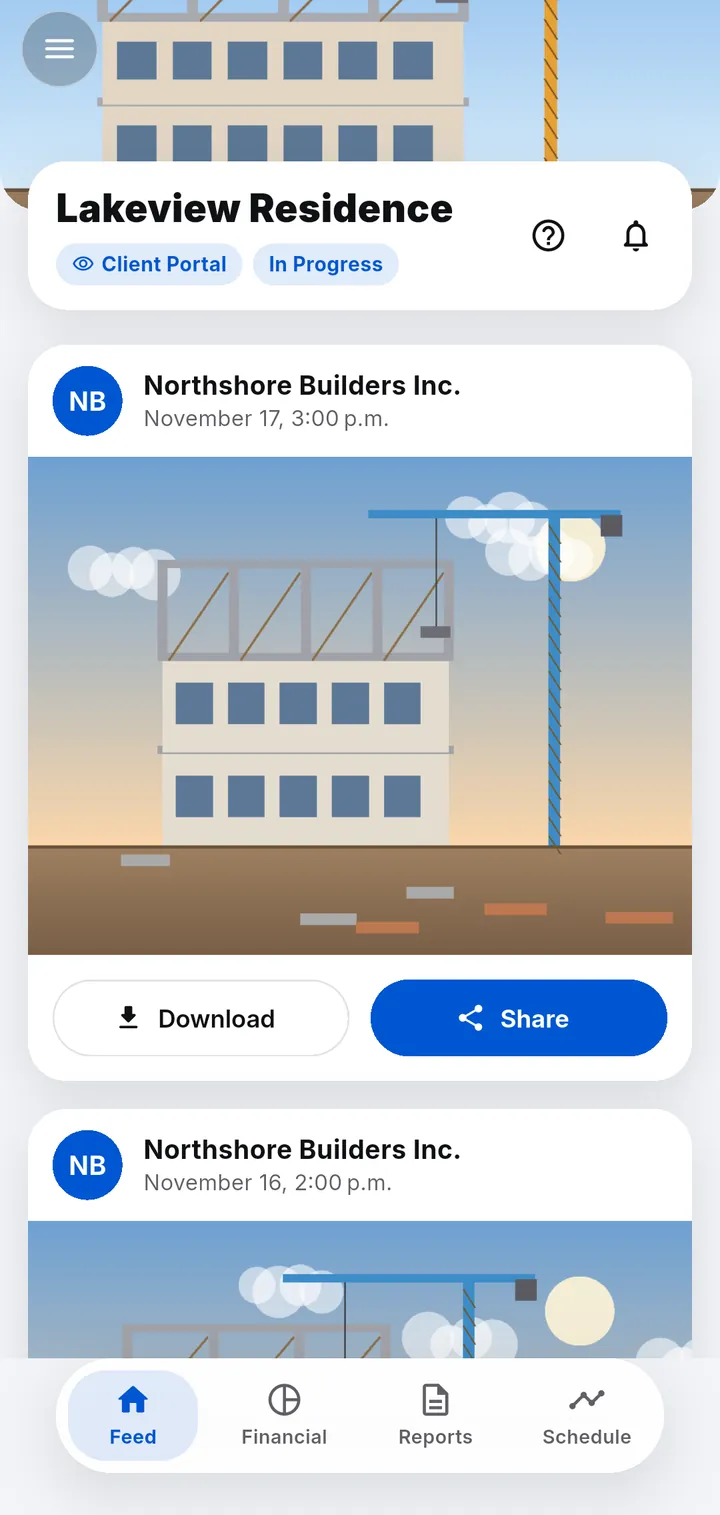 Lakeview Residence
Client Portal
In Progress
NB
Northshore Builders Inc.
November 17, 3:00 p.m.
Download
Share
NB
Northshore Builders Inc.
November 16, 2:00 p.m.
Feed
Financial
Reports
Schedule